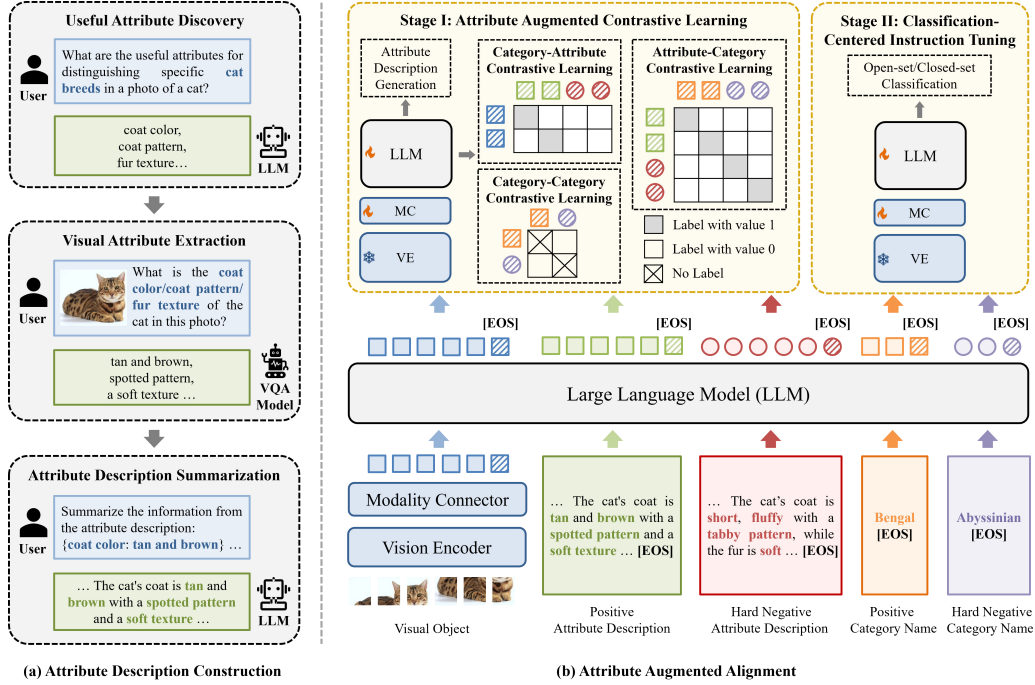 Useful Attribute Discovery
What are the useful attributes for
distinguishing specific cat
breeds in a photo of a cat?
User
coat color,
coat pattern,
fur texture…
LLM
Visual Attribute Extraction
What is the coat
color/coat pattern/
fur texture of the
cat in this photo?
User
tan and brown,
spotted pattern,
a soft texture …
VQA
Model
Attribute Description Summarization
Summarize the information from
the attribute description:
{coat color: tan and brown} …
User
… The cat's coat is tan and
brown with a spotted pattern
and a soft texture …
LLM
(a) Attribute Description Construction
Stage I: Attribute Augmented Contrastive Learning
Attribute
Description
Generation
LLM
MC
VE
Category-Attribute
Contrastive Learning
Category-Category
Contrastive Learning
Attribute-Category
Contrastive Learning
Label with value 1
Label with value 0
No Label
Stage II: Classification-
Centered Instruction Tuning
Open-set/Closed-set
Classification
LLM
MC
VE
[EOS]
[EOS]
[EOS]
[EOS]
[EOS]
Large Language Model (LLM)
Modality Connector
Vision Encoder
Visual Object
… The cat's coat is
tan and brown with a
spotted pattern and a
soft texture … [EOS]
Positive
Attribute Description
… The cat’s coat is
short, fluffy with a
tabby pattern, while
the fur is soft … [EOS]
Hard Negative
Attribute Description
Bengal
[EOS]
Positive
Category Name
Abyssinian
[EOS]
Hard Negative
Category Name
(b) Attribute Augmented Alignment